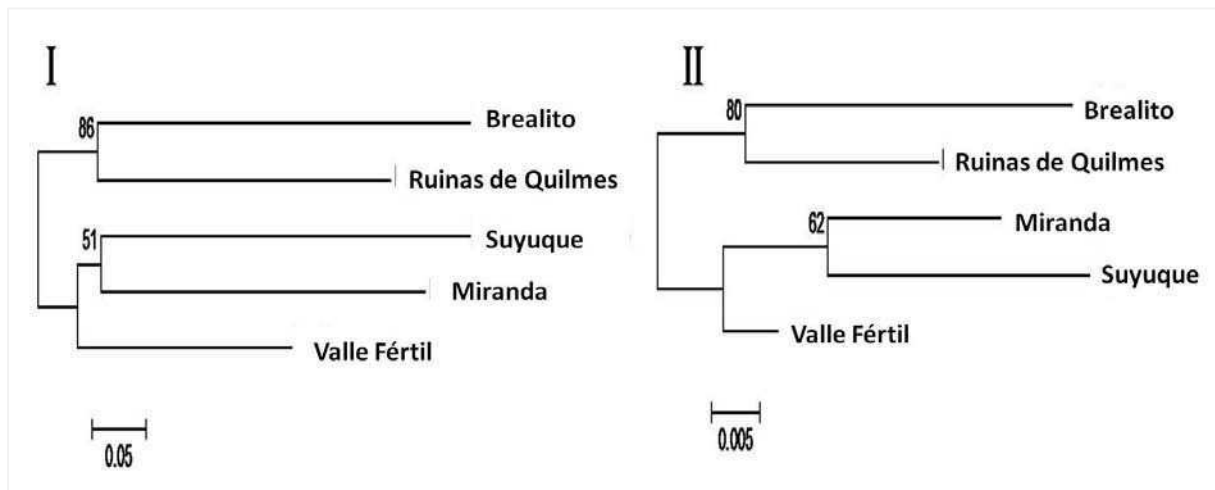 I
86
Brealito
Ruinas de Quilmes
51
Suyuque
Miranda
Valle Fértil
0.05
II
80
Brealito
Ruinas de Quilmes
62
Miranda
Suyuque
Valle Fértil
0.005